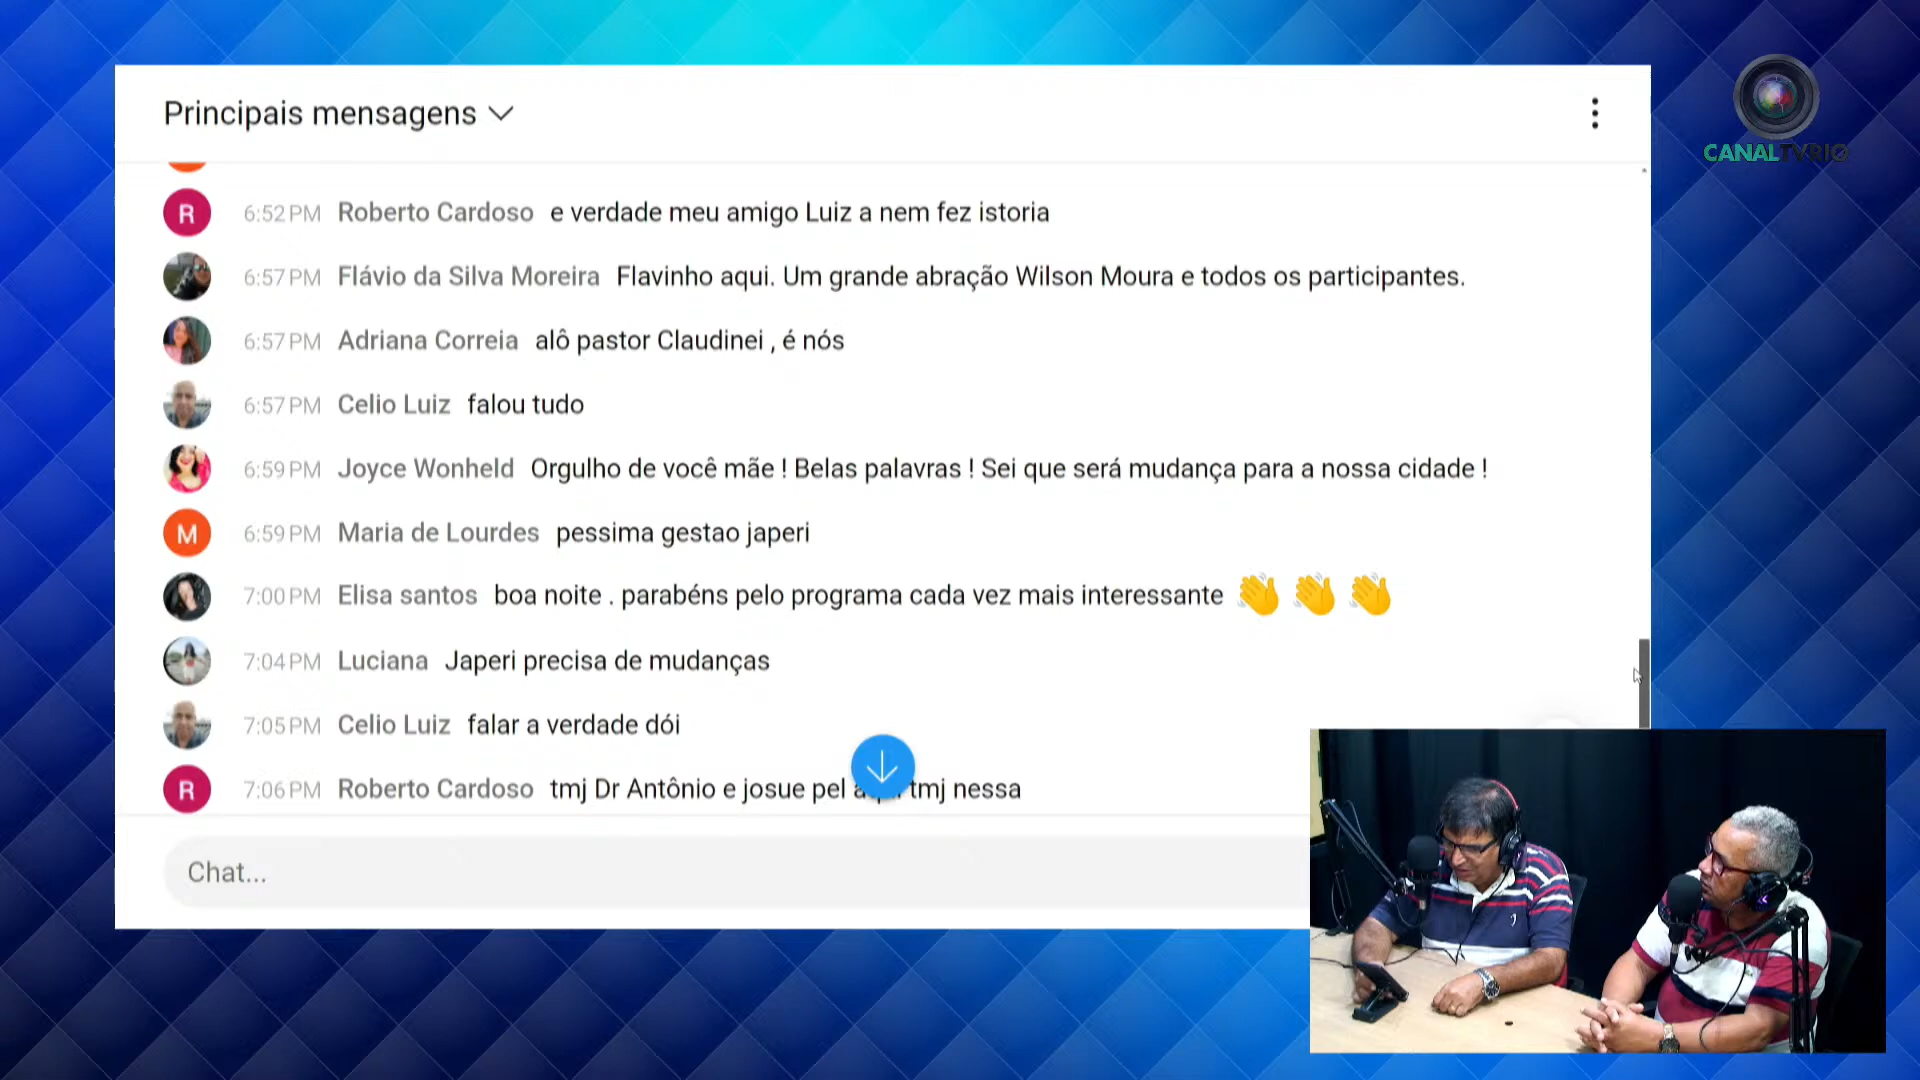 Principais mensagens
CANALTVRIO
R 6:52 PM Roberto Cardoso e verdade meu amigo Luiz a nem fez istoria
6:57 PM Flávio da Silva Moreira Flavinho aqui. Um grande abração Wilson Moura e todos os participantes.
6:57 PM Adriana Correia alô pastor Claudinei , é nós
6:57 PM Celio Luiz falou tudo
6:59 PM Joyce Wonheld Orgulho de você mãe ! Belas palavras ! Sei que será mudança para a nossa cidade !
M 6:59 PM Maria de Lourdes pessima gestao japeri
7:00 PM Elisa santos boa noite . parabéns pelo programa cada vez mais interessante 👋 👋 👋
7:04 PM Luciana Japeri precisa de mudanças
7:05 PM Celio Luiz falar a verdade dói
R 7:06 PM Roberto Cardoso tmj Dr Antônio e josue pel tmj nessa
Chat...